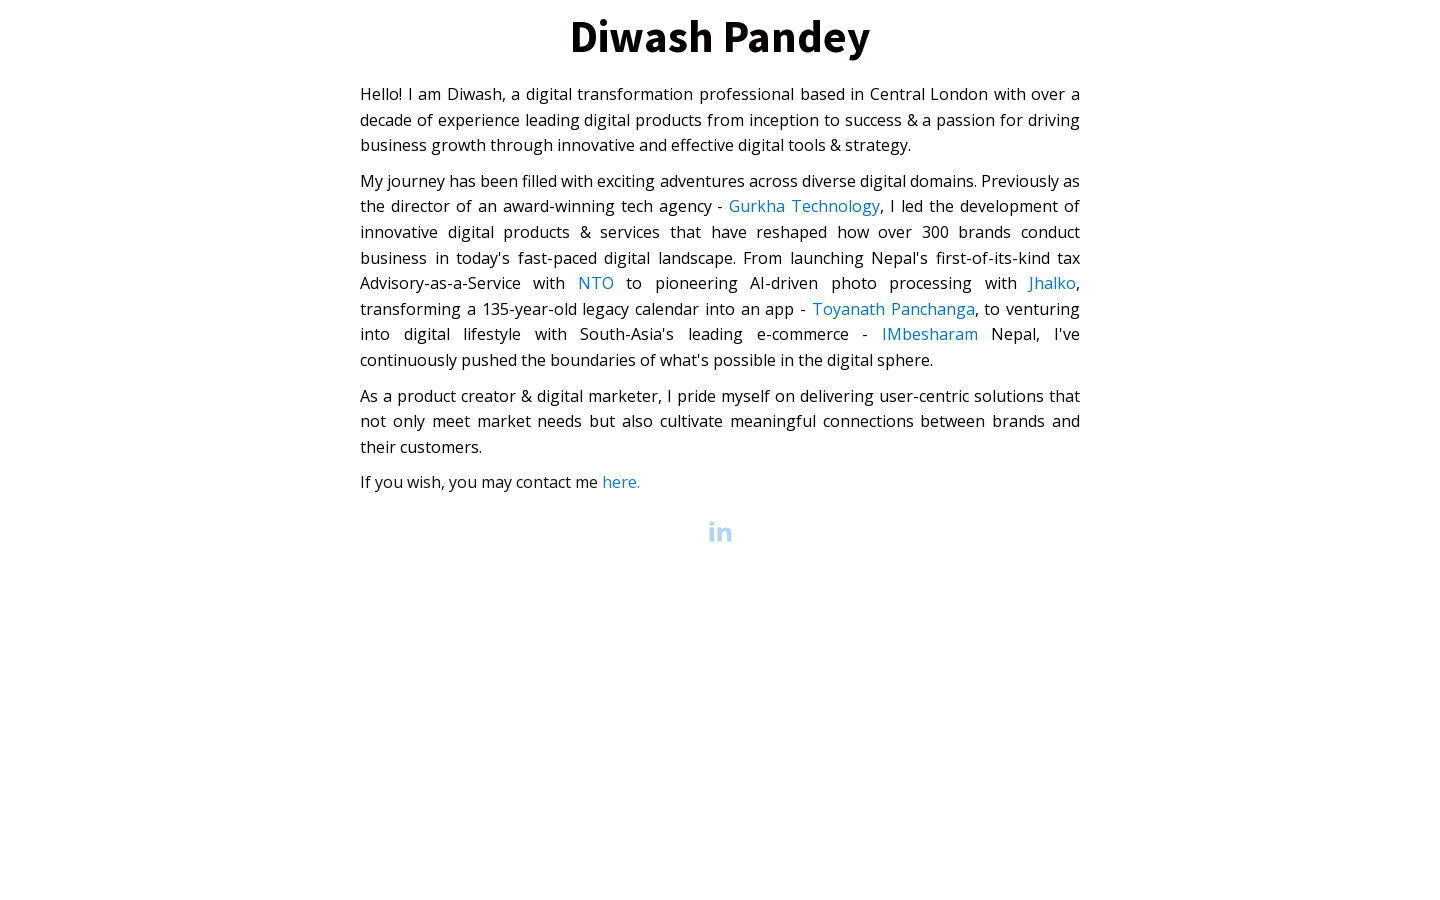 Diwash Pandey
Hello! I am Diwash, a digital transformation professional based in Central London with over a
decade of experience leading digital products from inception to success & a passion for driving
business growth through innovative and effective digital tools & strategy.
My journey has been filled with exciting adventures across diverse digital domains. Previously as
the director of an award-winning tech agency - Gurkha Technology, I led the development of
innovative digital products & services that have reshaped how over 300 brands conduct
business in today's fast-paced digital landscape. From launching Nepal's first-of-its-kind tax
Advisory-as-a-Service with NTO to pioneering AI-driven photo processing with Jhalko,
transforming a 135-year-old legacy calendar into an app - Toyanath Panchanga, to venturing
into digital lifestyle with South-Asia's leading e-commerce - IMbesharam Nepal, I've
continuously pushed the boundaries of what's possible in the digital sphere.
As a product creator & digital marketer, I pride myself on delivering user-centric solutions that
not only meet market needs but also cultivate meaningful connections between brands and
their customers.
If you wish, you may contact me here.
in